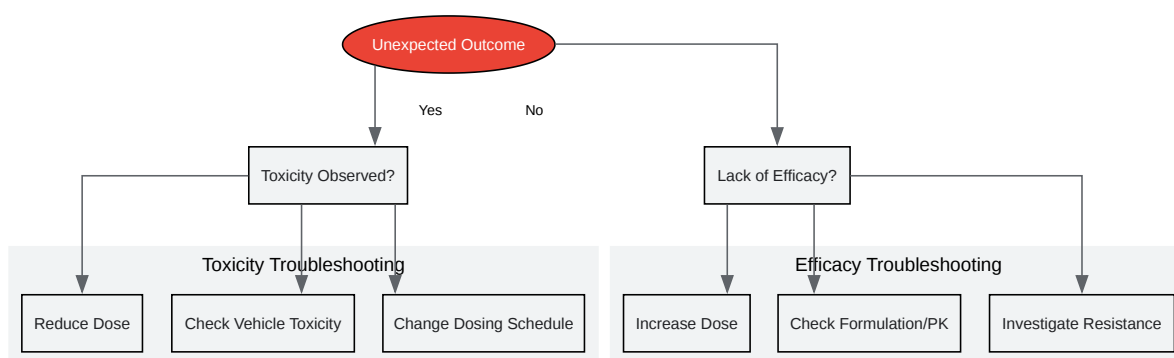 Unexpected Outcome
Yes
No
Toxicity Observed?
Lack of Efficacy?
Toxicity Troubleshooting
Efficacy Troubleshooting
Reduce Dose
Check Vehicle Toxicity
Change Dosing Schedule
Increase Dose
Check Formulation/PK
Investigate Resistance